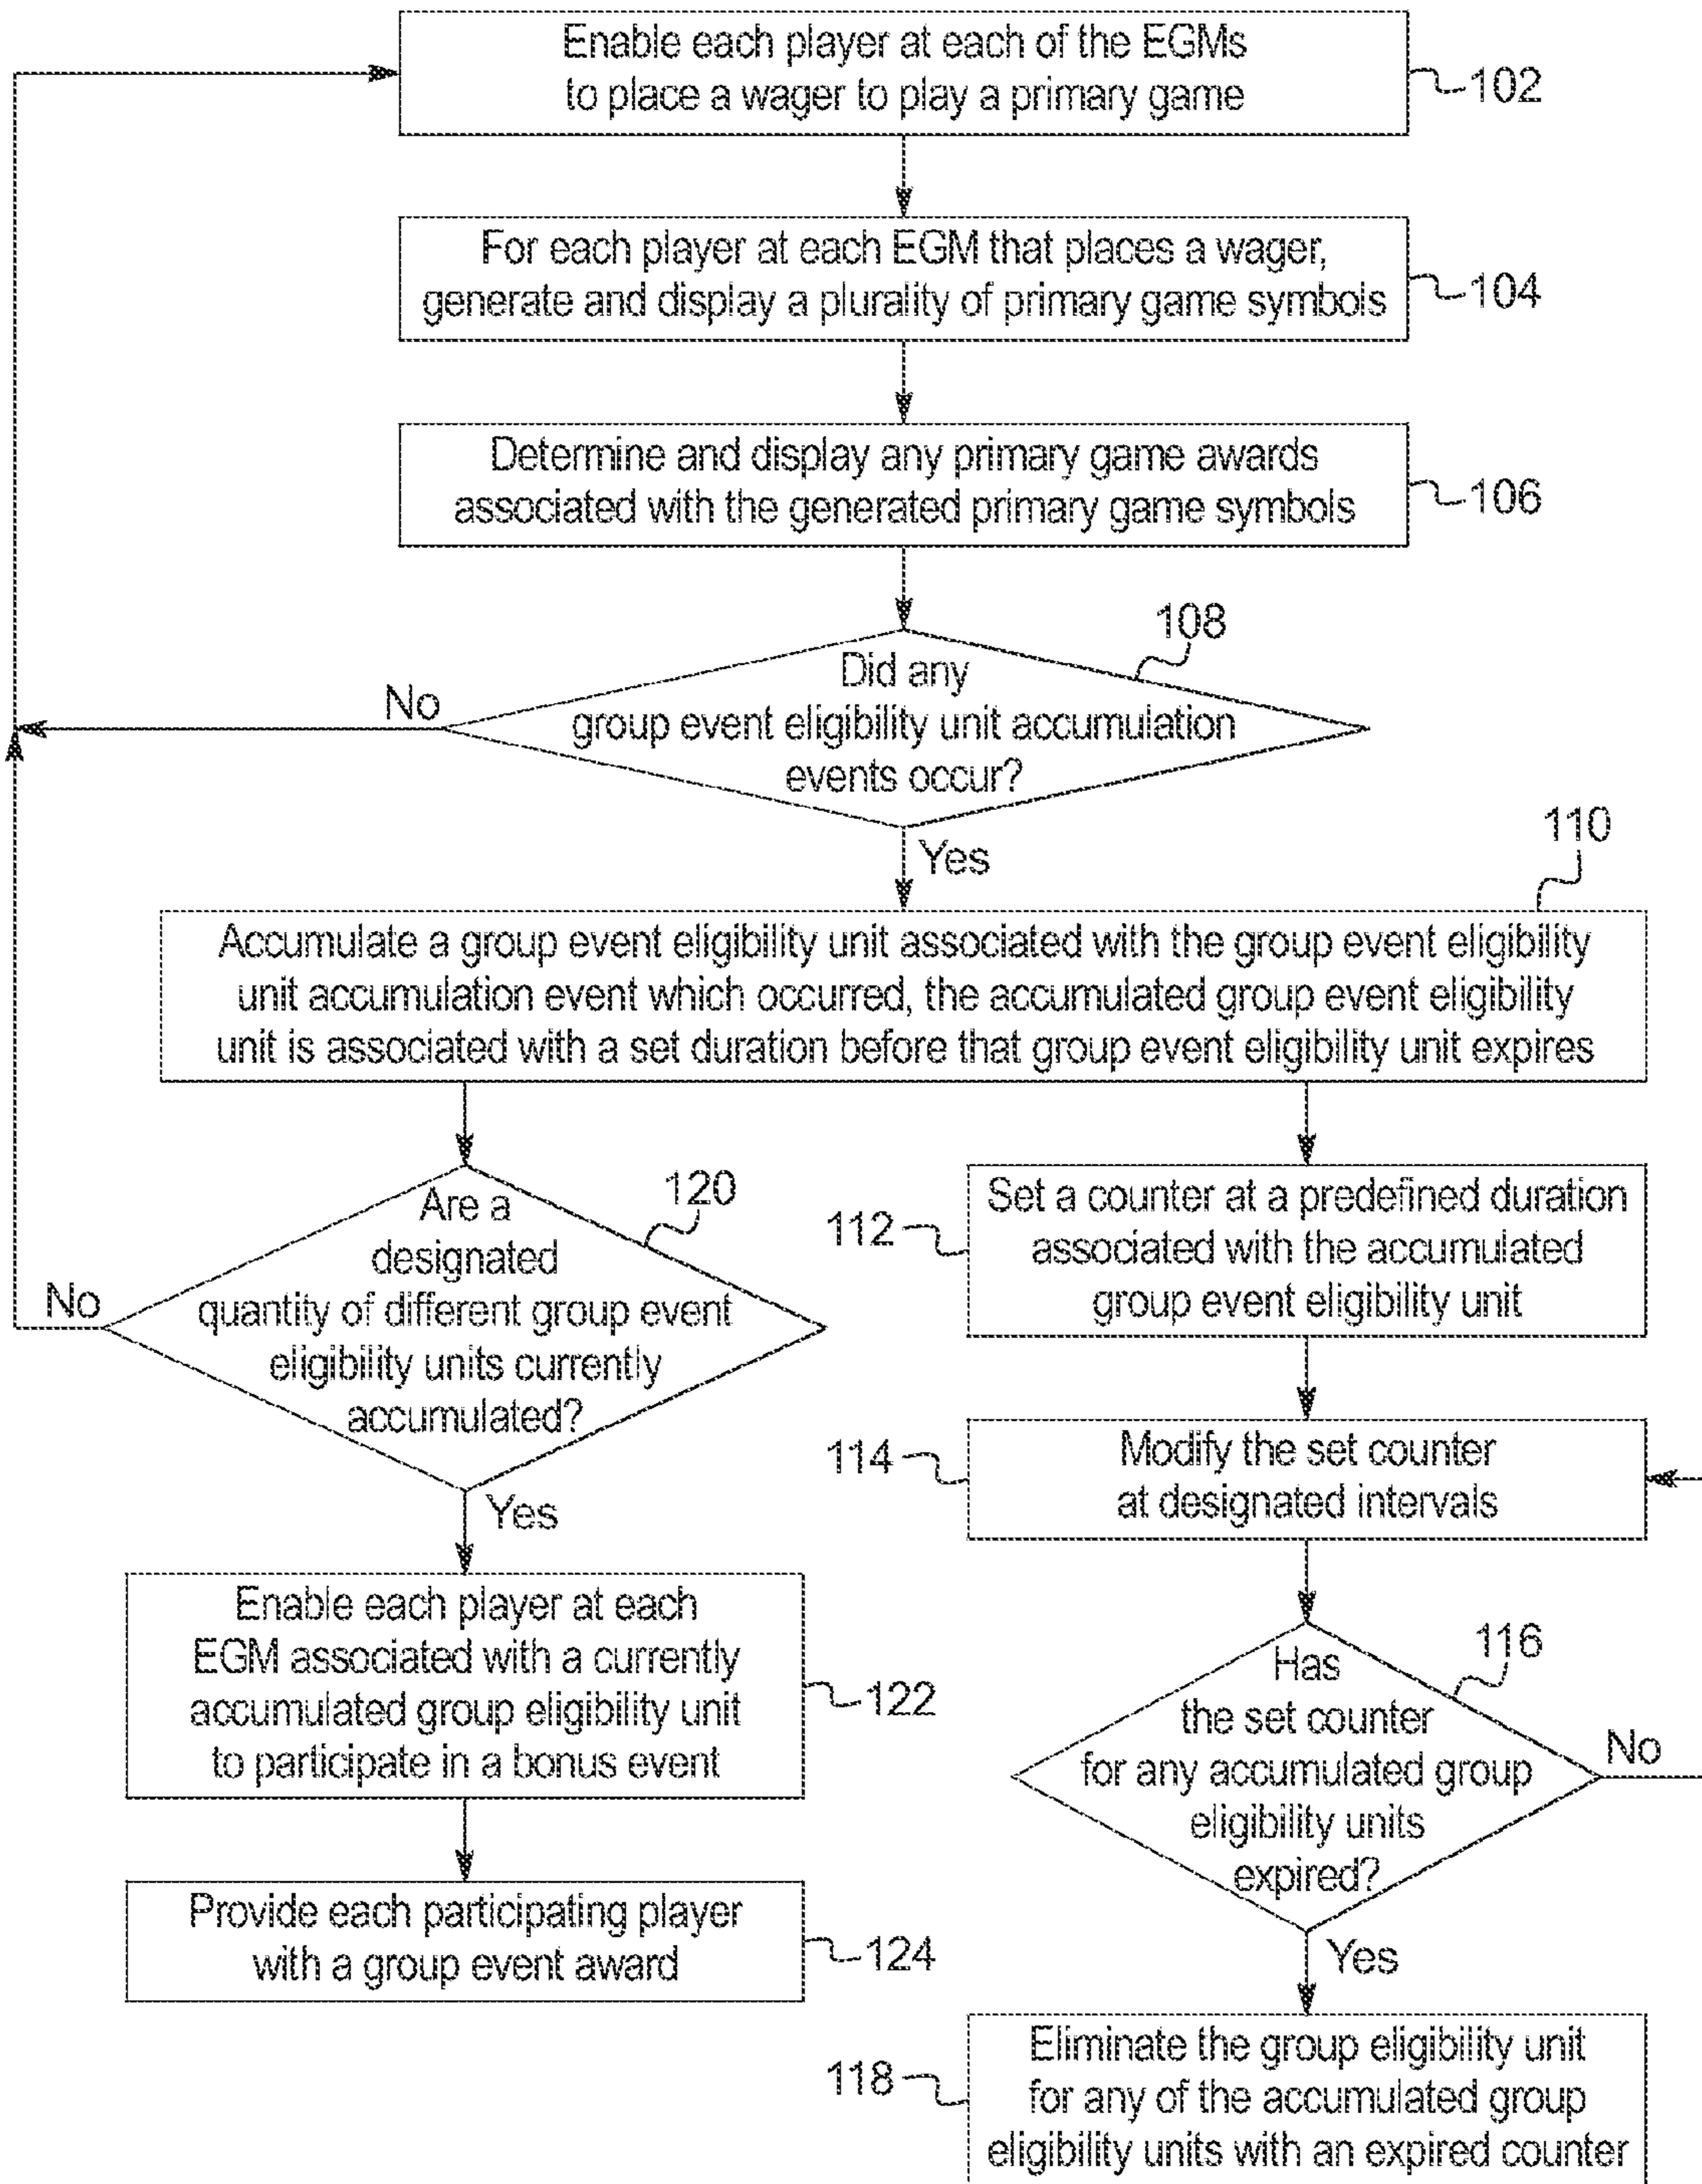 Enable each player at each of the EGMs
to place a wager to play a primary game
102
For each player at each EGM that places a wager,
generate and display a plurality of primary game symbols
104
Determine and display any primary game awards
associated with the generated primary game symbols
106
108
Did any
group event eligibility unit accumulation
events occur?
No
Yes
110
Accumulate a group event eligibility unit associated with the group event eligibility
unit accumulation event which occurred, the accumulated group event eligibility
unit is associated with a set duration before that group event eligibility unit expires
120
Are a
designated
quantity of different group event
eligibility units currently
accumulated?
No
Yes
Enable each player at each
EGM associated with a currently
accumulated group eligibility unit
to participate in a bonus event
122
Provide each participating player
with a group event award
124
112
Set a counter at a predefined duration
associated with the accumulated
group event eligibility unit
114
Modify the set counter
at designated intervals
116
Has
the set counter
for any accumulated group
eligibility units
expired?
No
Yes
118
Eliminate the group eligibility unit
for any of the accumulated group
eligibility units with an expired counter